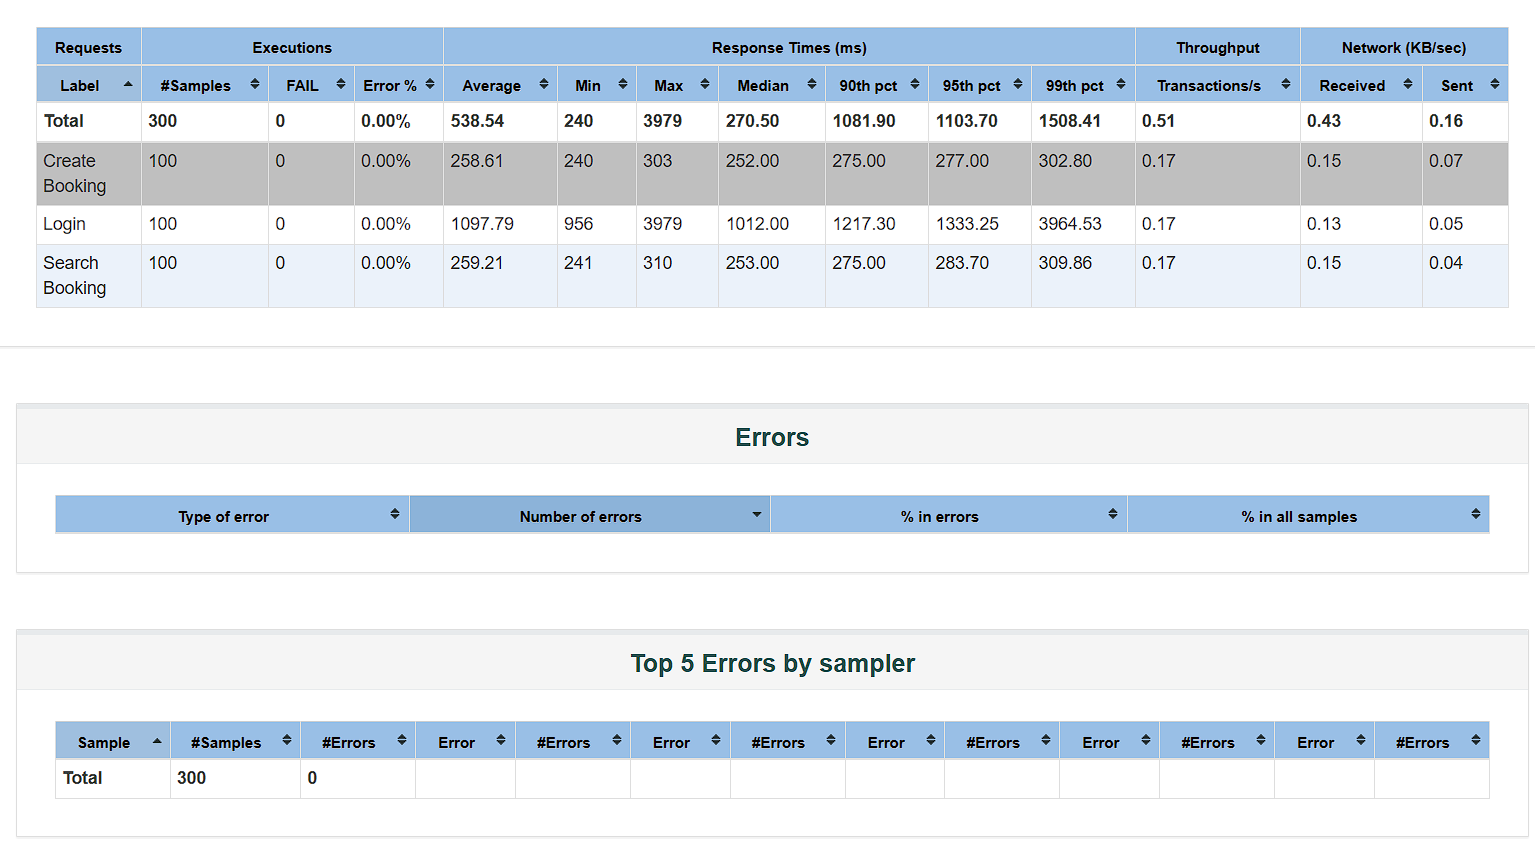 Requests Executions Response Times (ms) Throughput Network (KB/sec)
Label #Samples FAIL Error % Average Min Max Median 90th pct 95th pct 99th pct Transactions/s Received Sent
Total 300 0 0.00% 538.54 240 3979 270.50 1081.90 1103.70 1508.41 0.51 0.43 0.16
Create Booking 100 0 0.00% 258.61 240 303 252.00 275.00 277.00 302.80 0.17 0.15 0.07
Login 100 0 0.00% 1097.79 956 3979 1012.00 1217.30 1333.25 3964.53 0.17 0.13 0.05
Search Booking 100 0 0.00% 259.21 241 310 253.00 275.00 283.70 309.86 0.17 0.15 0.04
Errors
Type of error Number of errors % in errors % in all samples
Top 5 Errors by sampler
Sample #Samples #Errors Error #Errors Error #Errors Error #Errors Error #Errors Error #Errors
Total 300 0